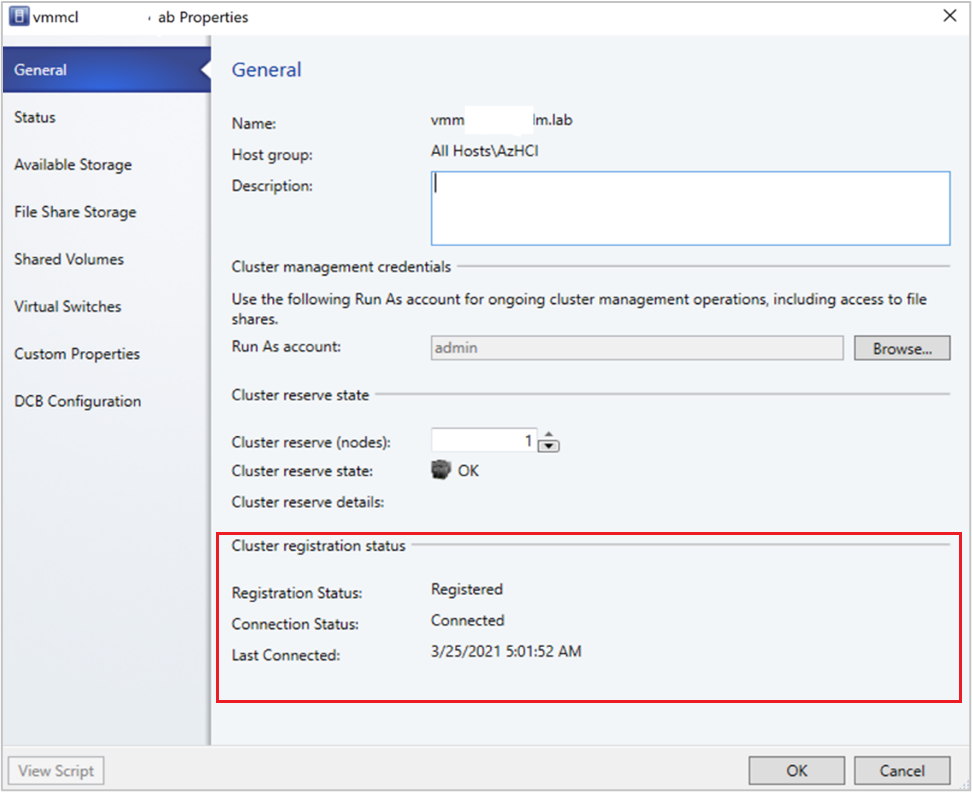 vmmcl ab Properties
General
Status
Available Storage
File Share Storage
Shared Volumes
Virtual Switches
Custom Properties
DCB Configuration
General
Name: vmm lm.lab
Host group: All Hosts\AzHCI
Description:
Cluster management credentials
Use the following Run As account for ongoing cluster management operations, including access to file
shares.
Run As account: admin Browse...
Cluster reserve state
Cluster reserve (nodes): 1
Cluster reserve state: OK
Cluster reserve details:
Cluster registration status
Registration Status: Registered
Connection Status: Connected
Last Connected: 3/25/2021 5:01:52 AM
View Script OK Cancel